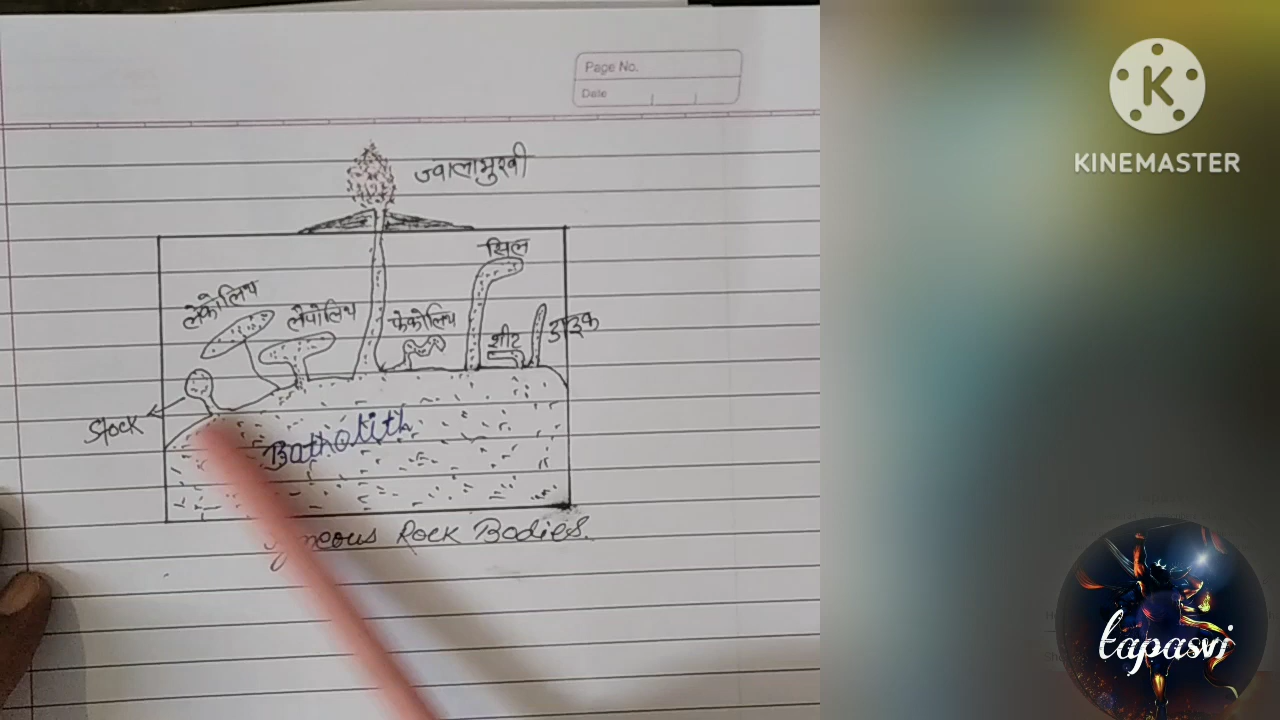 Page No.
Date
ज्वालामुखी
सिल
लेकोलिथ
लेपोलिथ
फेकोलिथ
शीट
डाइक
Stock
Batholith
Igneous Rock Bodies.
KINEMASTER
tapasvi